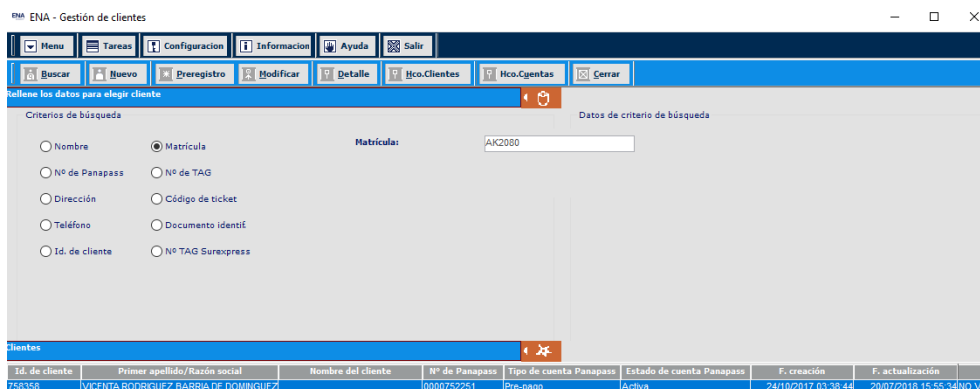 ENA ENA - Gestión de clientes
Menu Tareas Configuracion Informacion Ayuda Salir
Buscar Nuevo Preregistro Modificar Detalle Hco.Clientes Hco.Cuentas Cerrar
Rellene los datos para elegir cliente
Criterios de búsqueda Datos de criterio de búsqueda
Nombre Matrícula Matrícula: AK2080
Nº de Panapass Nº de TAG
Dirección Código de ticket
Teléfono Documento identif.
Id. de cliente Nº TAG Surexpress
Clientes
Id. de cliente Primer apellido/Razón social Nombre del cliente Nº de Panapass Tipo de cuenta Panapass Estado de cuenta Panapass F. creación F. actualización
758358 VICENTA RODRIGUEZ BARRIA DE DOMINGUEZ 0000752251 Pre-pago Activa 24/10/2017 03:38:44 20/07/2018 15:55:34 NO